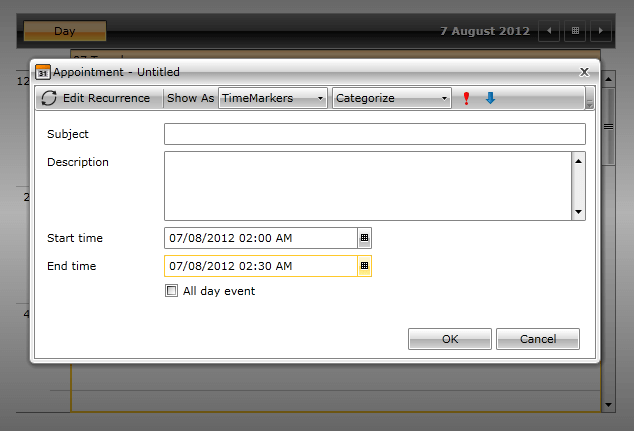 Day
7 August 2012
Appointment - Untitled
Edit Recurrence Show As TimeMarkers Categorize
Subject
Description
Start time 07/08/2012 02:00 AM
End time 07/08/2012 02:30 AM
All day event
OK Cancel
12
2
4